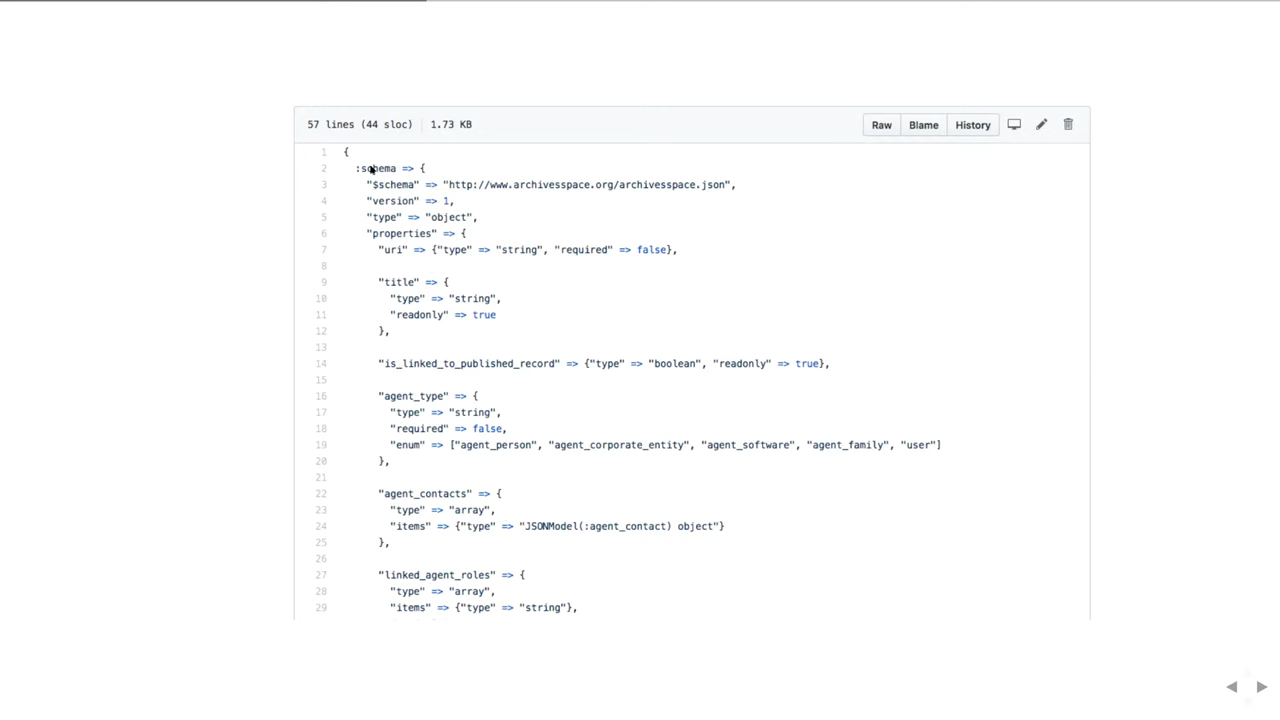 57 lines (44 sloc) | 1.73 KB Raw Blame History
1 {
2 :schema => {
3 "$schema" => "http://www.archivesspace.org/archivesspace.json",
4 "version" => 1,
5 "type" => "object",
6 "properties" => {
7 "uri" => {"type" => "string", "required" => false},
8
9 "title" => {
10 "type" => "string",
11 "readonly" => true
12 },
13
14 "is_linked_to_published_record" => {"type" => "boolean", "readonly" => true},
15
16 "agent_type" => {
17 "type" => "string",
18 "required" => false,
19 "enum" => ["agent_person", "agent_corporate_entity", "agent_software", "agent_family", "user"]
20 },
21
22 "agent_contacts" => {
23 "type" => "array",
24 "items" => {"type" => "JSONModel(:agent_contact) object"}
25 },
26
27 "linked_agent_roles" => {
28 "type" => "array",
29 "items" => {"type" => "string"},